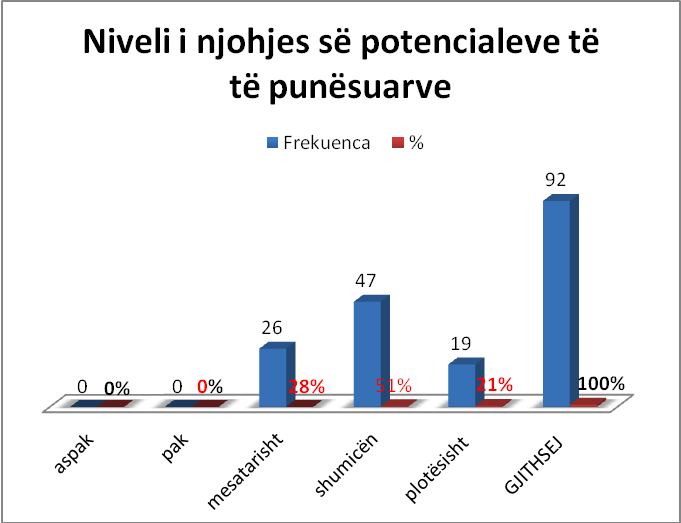 Niveli i njohjes së potencialeve të
të punësuarve
Frekuenca %
92
47
26
19
0 0% 0 0% 28% 51% 21% 100%
aspak pak mesatarisht shumicën plotësisht GJITHSEJ